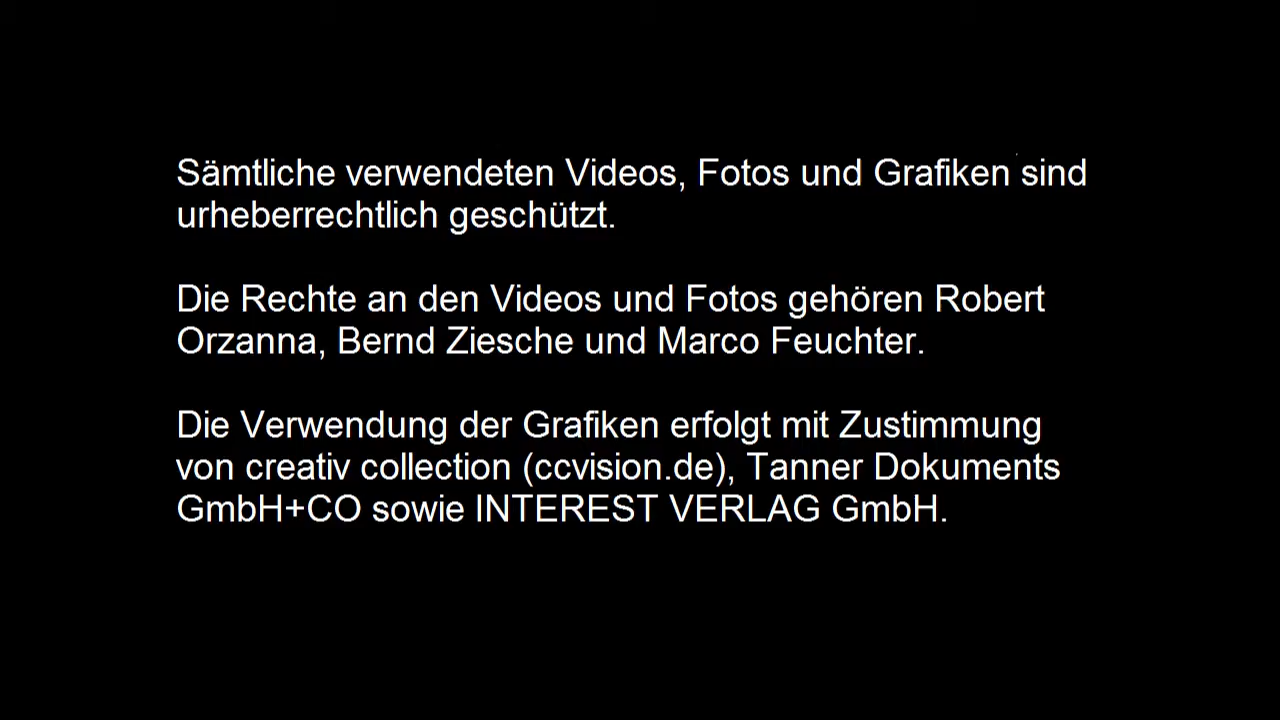 Sämtliche verwendeten Videos, Fotos und Grafiken sind
urheberrechtlich geschützt.
Die Rechte an den Videos und Fotos gehören Robert
Orzanna, Bernd Ziesche und Marco Feuchter.
Die Verwendung der Grafiken erfolgt mit Zustimmung
von creativ collection (ccvision.de), Tanner Dokuments
GmbH+CO sowie INTEREST VERLAG GmbH.